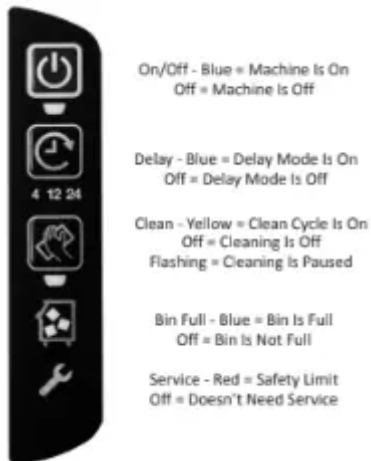 On/Off - Blue = Machine Is On
Off = Machine Is Off
Delay - Blue = Delay Mode Is On
Off = Delay Mode Is Off
4 12 24
Clean - Yellow = Clean Cycle Is On
Off = Cleaning Is Off
Flashing = Cleaning Is Paused
Bin Full - Blue = Bin Is Full
Off = Bin Is Not Full
Service - Red = Safety Limit
Off = Doesn't Need Service